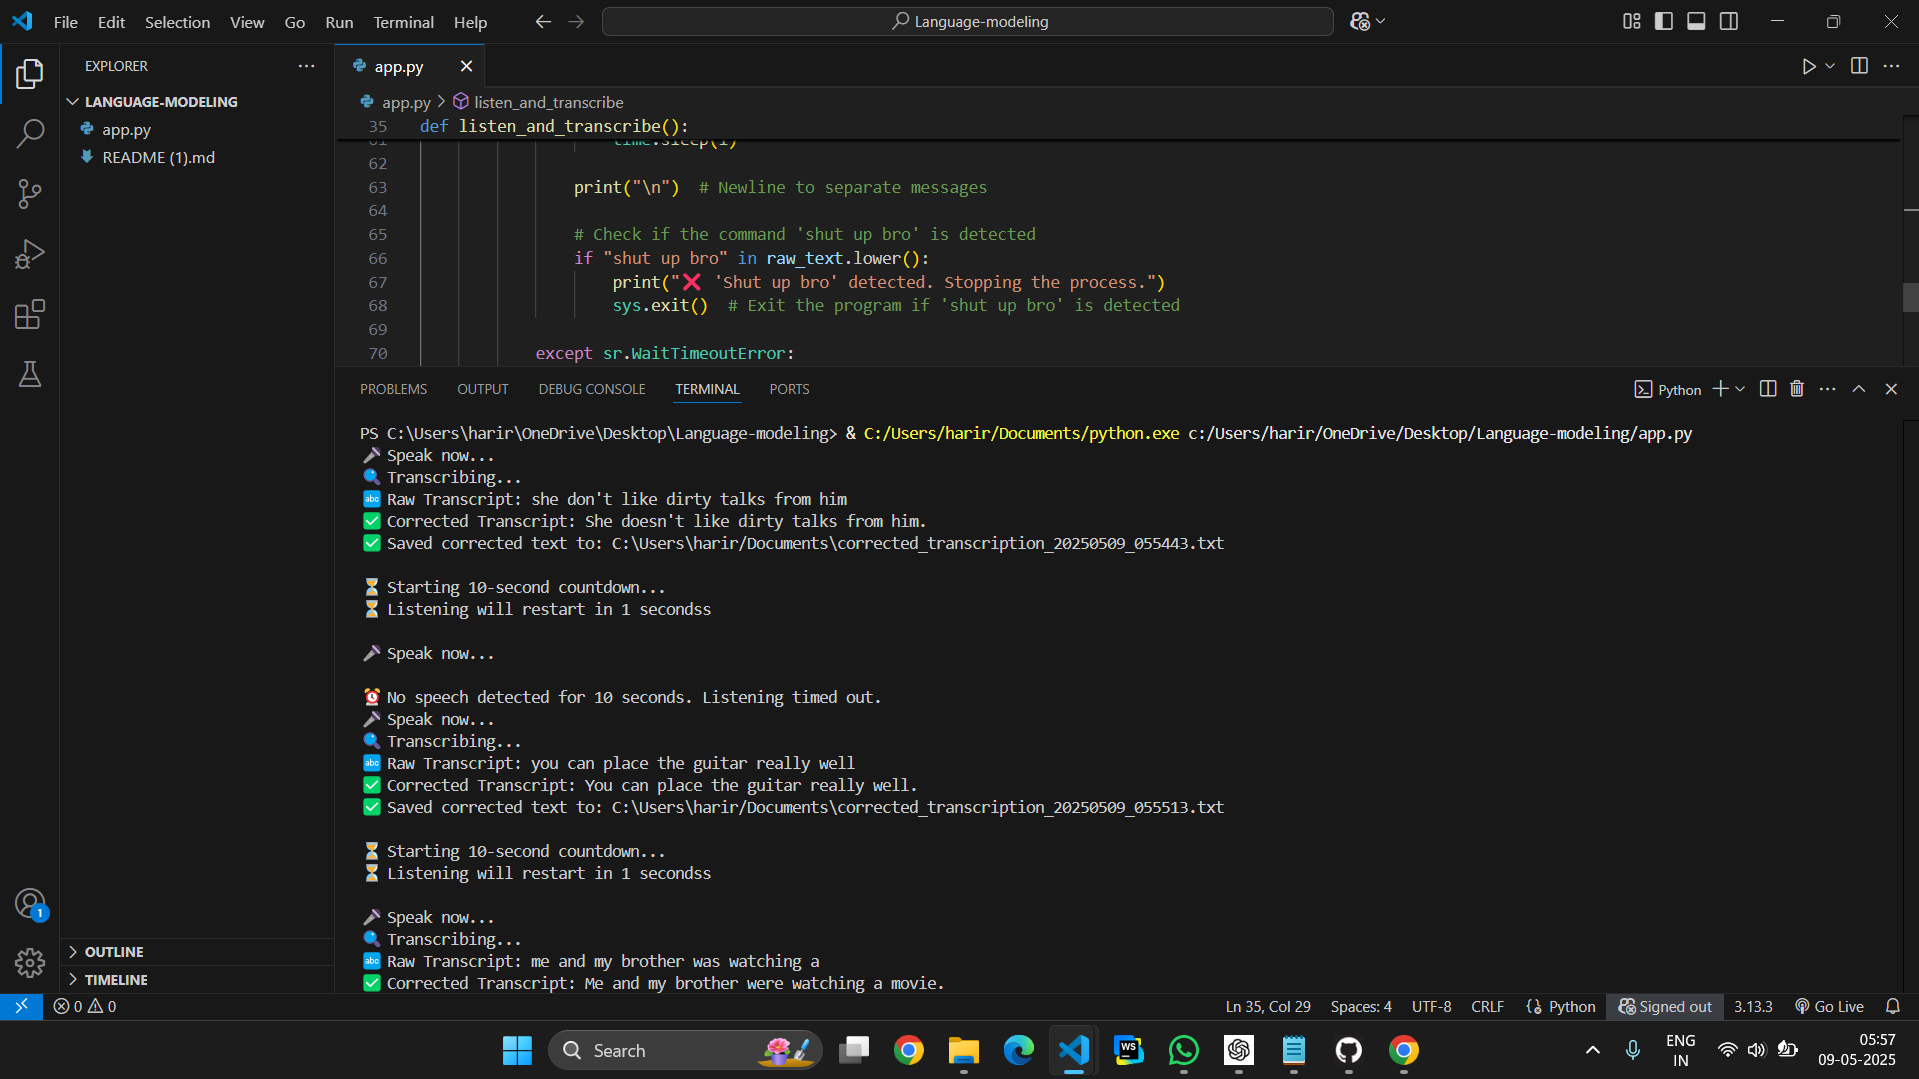 File Edit Selection View Go Run Terminal Help
Language-modeling
EXPLORER
LANGUAGE-MODELING
app.py
README (1).md
OUTLINE
TIMELINE
app.py
app.py > listen_and_transcribe
35 def listen_and_transcribe():
61 time.sleep(1)
62
63 print("\n") # Newline to separate messages
64
65 # Check if the command 'shut up bro' is detected
66 if "shut up bro" in raw_text.lower():
67 print("❌ 'Shut up bro' detected. Stopping the process.")
68 sys.exit() # Exit the program if 'shut up bro' is detected
69
70 except sr.WaitTimeoutError:
PROBLEMS OUTPUT DEBUG CONSOLE TERMINAL PORTS
Python
PS C:\Users\harir\OneDrive\Desktop\Language-modeling> & C:/Users/harir/Documents/python.exe c:/Users/harir/OneDrive/Desktop/Language-modeling/app.py
🎤 Speak now...
🔍 Transcribing...
🔤 Raw Transcript: she don't like dirty talks from him
✅ Corrected Transcript: She doesn't like dirty talks from him.
✅ Saved corrected text to: C:\Users\harir/Documents\corrected_transcription_20250509_055443.txt
⏳ Starting 10-second countdown...
⏳ Listening will restart in 1 secondss
🎤 Speak now...
⏰ No speech detected for 10 seconds. Listening timed out.
🎤 Speak now...
🔍 Transcribing...
🔤 Raw Transcript: you can place the guitar really well
✅ Corrected Transcript: You can place the guitar really well.
✅ Saved corrected text to: C:\Users\harir/Documents\corrected_transcription_20250509_055513.txt
⏳ Starting 10-second countdown...
⏳ Listening will restart in 1 secondss
🎤 Speak now...
🔍 Transcribing...
🔤 Raw Transcript: me and my brother was watching a
✅ Corrected Transcript: Me and my brother were watching a movie.
1
0 0
Ln 35, Col 29 Spaces: 4 UTF-8 CRLF {} Python Signed out 3.13.3 Go Live
Search
WS
ENG
IN
05:57
09-05-2025